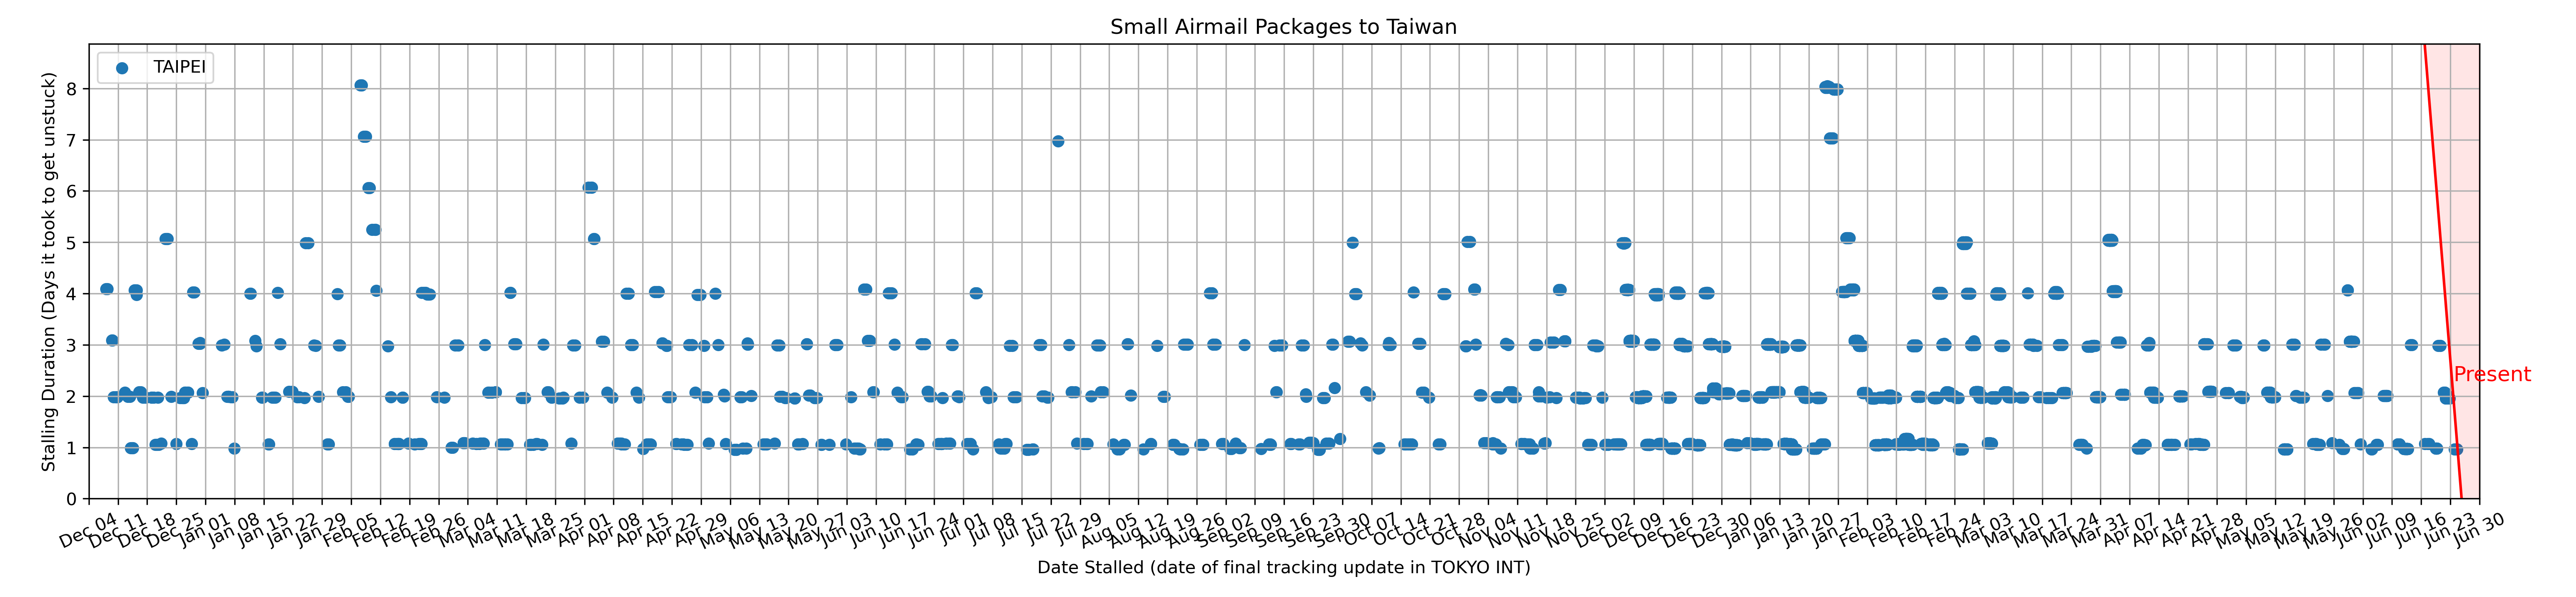 Small Airmail Packages to Taiwan
TAIPEI
Stalling Duration (Days it took to get unstuck)
8
7
6
5
4
3
2
1
0
Present
Dec 04
Dec 11
Dec 18
Dec 25
Jan 01
Jan 08
Jan 15
Jan 22
Jan 29
Feb 05
Feb 12
Feb 19
Feb 26
Mar 04
Mar 11
Mar 18
Mar 25
Apr 01
Apr 08
Apr 15
Apr 22
Apr 29
May 06
May 13
May 20
May 27
Jun 03
Jun 10
Jun 17
Jun 24
Jul 01
Jul 08
Jul 15
Jul 22
Jul 29
Aug 05
Aug 12
Aug 19
Aug 26
Sep 02
Sep 09
Sep 16
Sep 23
Sep 30
Oct 07
Oct 14
Oct 21
Oct 28
Nov 04
Nov 11
Nov 18
Nov 25
Dec 02
Dec 09
Dec 16
Dec 23
Dec 30
Jan 06
Jan 13
Jan 20
Jan 27
Feb 03
Feb 10
Feb 17
Feb 24
Mar 03
Mar 10
Mar 17
Mar 24
Mar 31
Apr 07
Apr 14
Apr 21
Apr 28
May 05
May 12
May 19
May 26
Jun 02
Jun 09
Jun 16
Jun 23
Jun 30
Date Stalled (date of final tracking update in TOKYO INT)